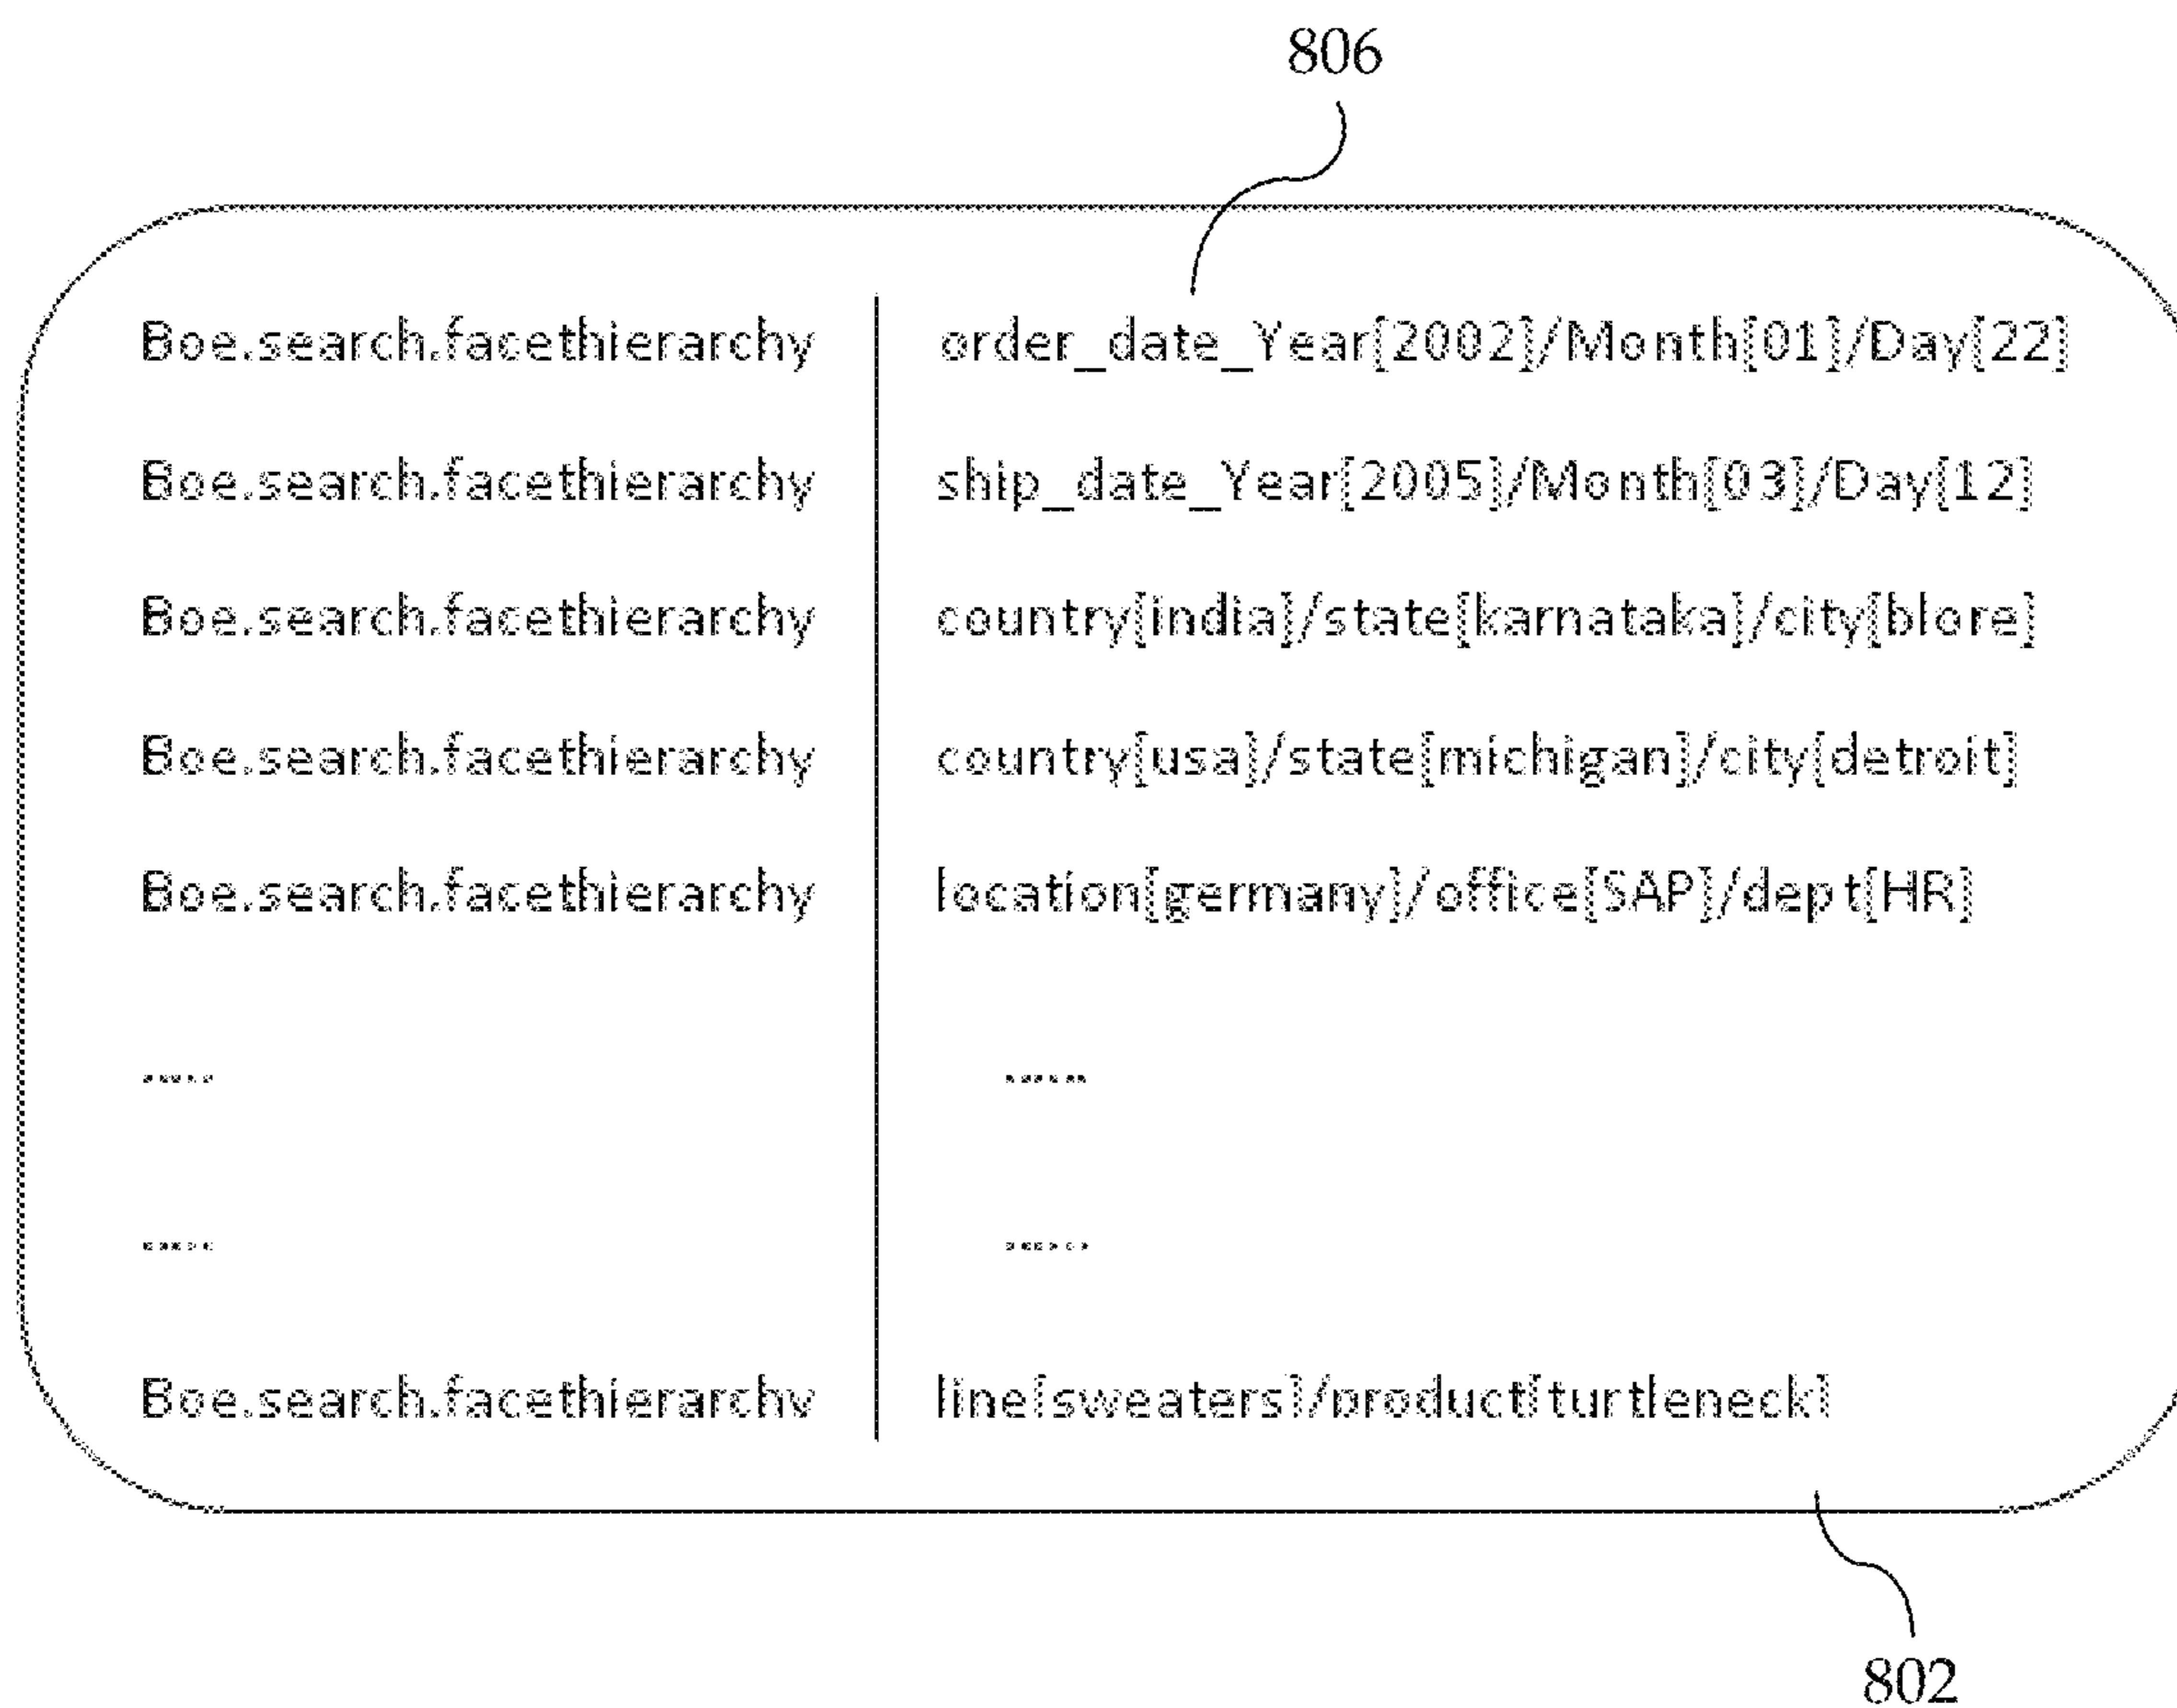 806
Boe.search.facethierarchy order_date_Year[2002]/Month[01]/Day[22]
Boe.search.facethierarchy ship_date_Year[2005]/Month[03]/Day[12]
Boe.search.facethierarchy country[india]/state[karnataka]/city[blore]
Boe.search.facethierarchy country[usa]/state[michigan]/city[detroit]
Boe.search.facethierarchy location[germany]/office[SAP]/dept[HR]
..... ......
..... ......
Boe.search.facethierarchy line[sweaters]/product[turtleneck]
802